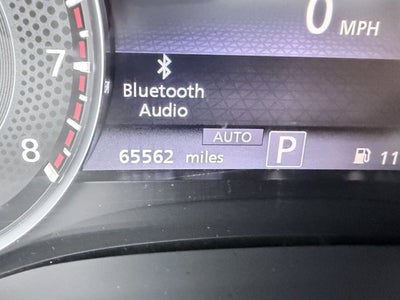 0 MPH
7
Bluetooth
Audio
AUTO
8
65562 miles
P
11